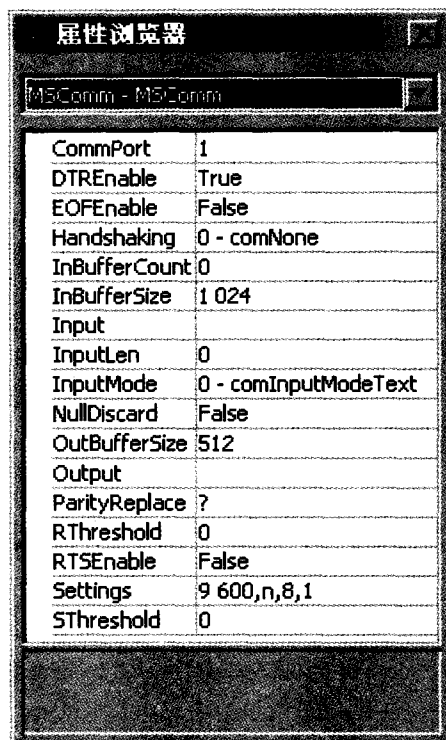 属性浏览器
MSComm - MSComm
CommPort 1
DTREnable True
EOFEnable False
Handshaking 0 - comNone
InBufferCount 0
InBufferSize 1 024
Input
InputLen 0
InputMode 0 - comInputModeText
NullDiscard False
OutBufferSize 512
Output
ParityReplace ?
RThreshold 0
RTSEnable False
Settings 9 600,n,8,1
SThreshold 0